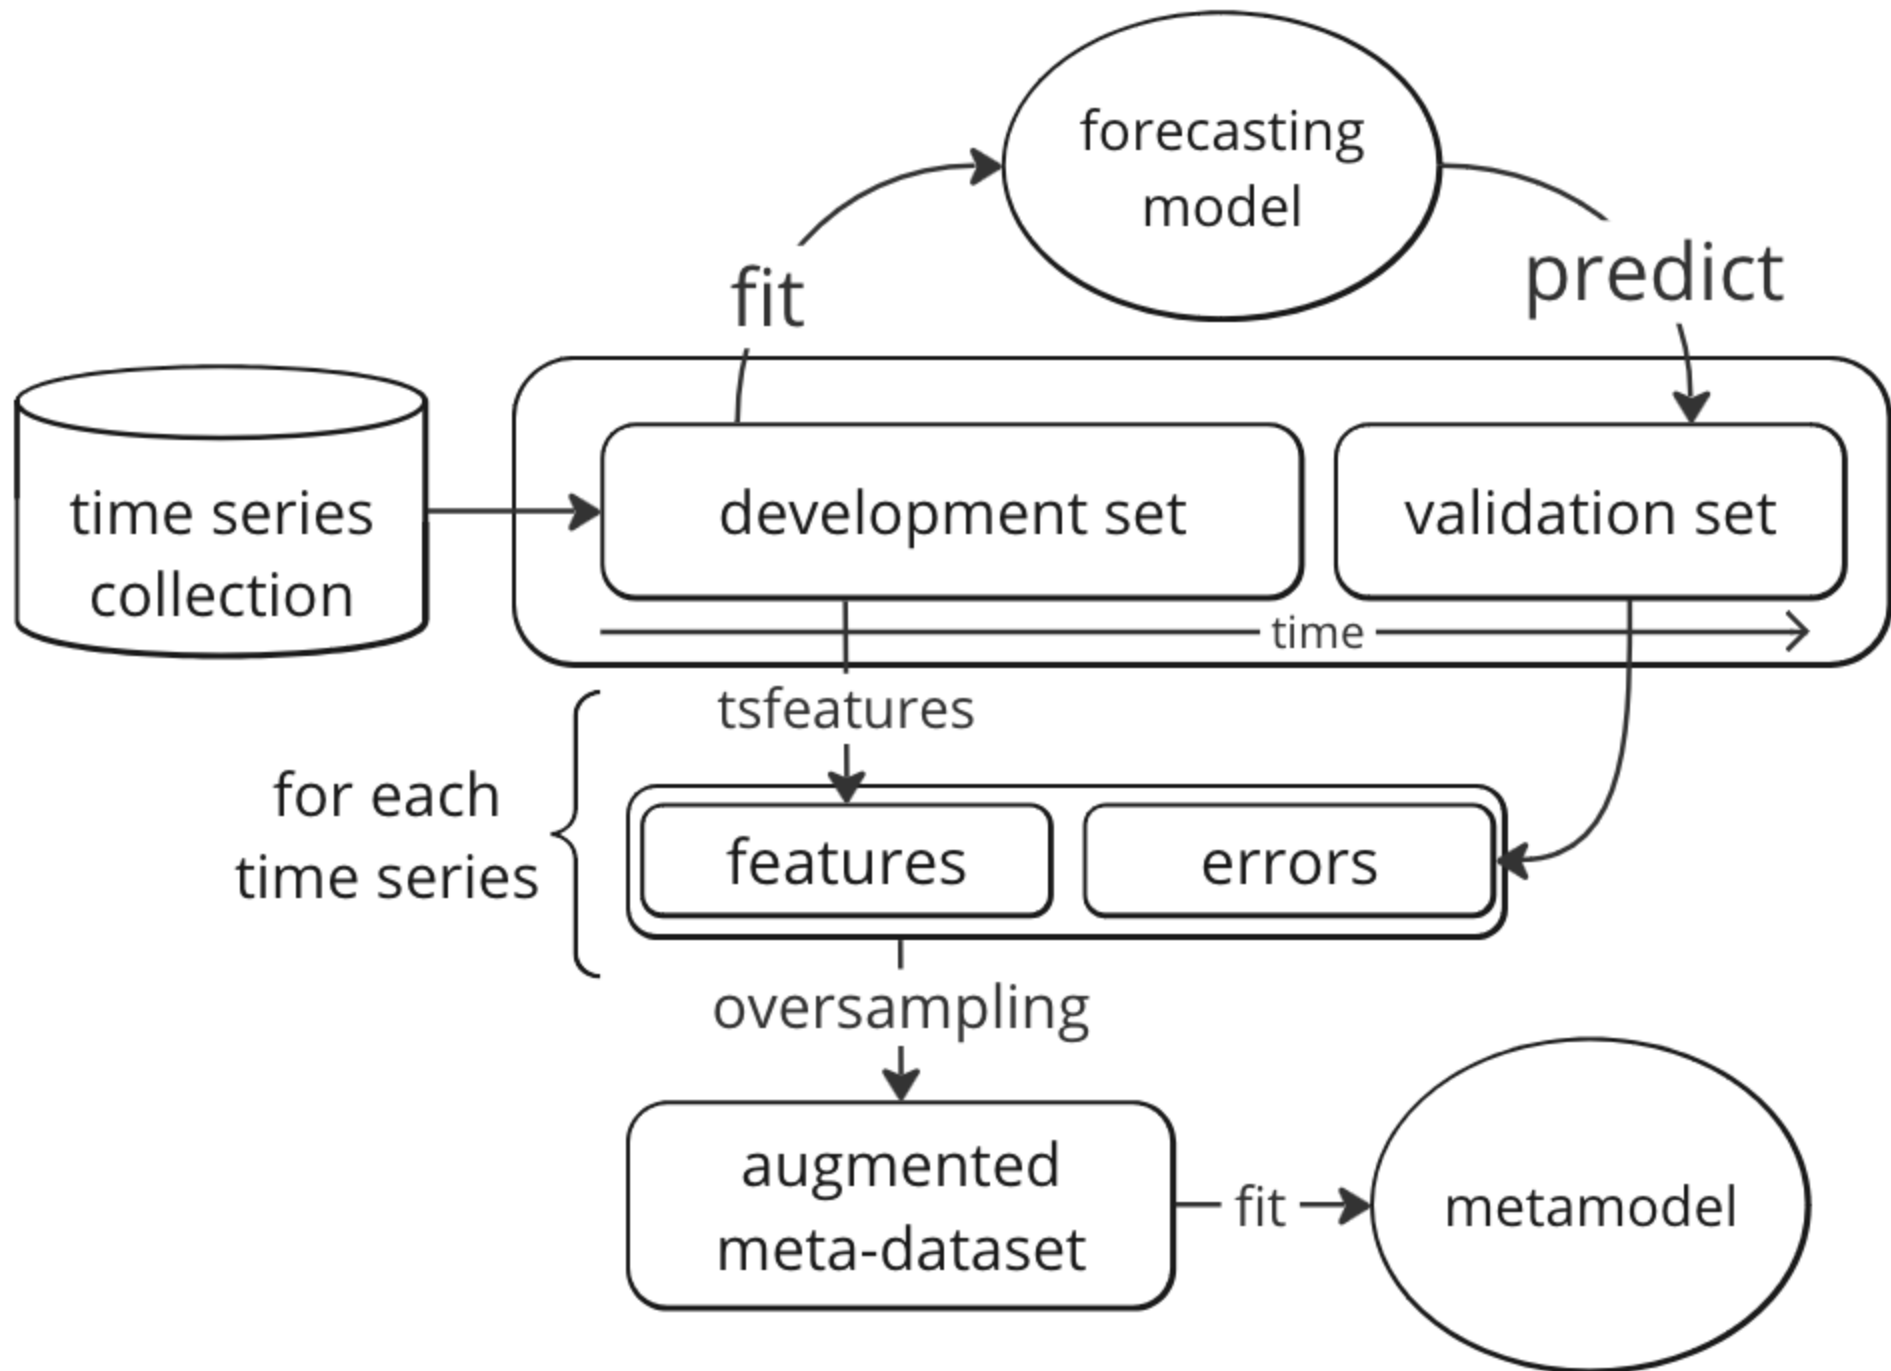 forecasting
model
fit
predict
time series
collection
development set
validation set
time
tsfeatures
for each
time series
features
errors
oversampling
augmented
meta-dataset
fit
metamodel